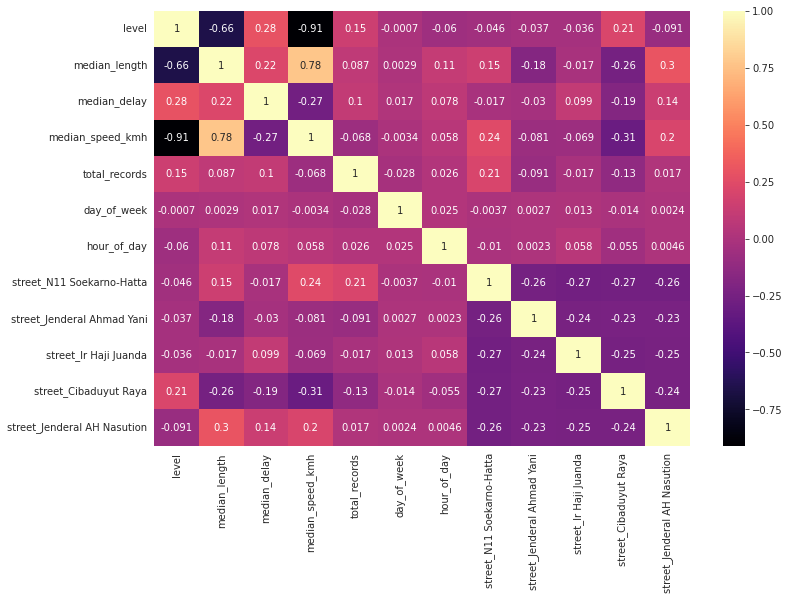 level 1 -0.66 0.28 -0.91 0.15 -0.0007 -0.06 -0.046 -0.037 -0.036 0.21 -0.091
median_length -0.66 1 0.22 0.78 0.087 0.0029 0.11 0.15 -0.18 -0.017 -0.26 0.3
median_delay 0.28 0.22 1 -0.27 0.1 0.017 0.078 -0.017 -0.03 0.099 -0.19 0.14
median_speed_kmh -0.91 0.78 -0.27 1 -0.068 -0.0034 0.058 0.24 -0.081 -0.069 -0.31 0.2
total_records 0.15 0.087 0.1 -0.068 1 -0.028 0.026 0.21 -0.091 -0.017 -0.13 0.017
day_of_week -0.0007 0.0029 0.017 -0.0034 -0.028 1 0.025 -0.0037 0.0027 0.013 -0.014 0.0024
hour_of_day -0.06 0.11 0.078 0.058 0.026 0.025 1 -0.01 0.0023 0.058 -0.055 0.0046
street_N11 Soekarno-Hatta -0.046 0.15 -0.017 0.24 0.21 -0.0037 -0.01 1 -0.26 -0.27 -0.27 -0.26
street_Jenderal Ahmad Yani -0.037 -0.18 -0.03 -0.081 -0.091 0.0027 0.0023 -0.26 1 -0.24 -0.23 -0.23
street_Ir Haji Juanda -0.036 -0.017 0.099 -0.069 -0.017 0.013 0.058 -0.27 -0.24 1 -0.25 -0.25
street_Cibaduyut Raya 0.21 -0.26 -0.19 -0.31 -0.13 -0.014 -0.055 -0.27 -0.23 -0.25 1 -0.24
street_Jenderal AH Nasution -0.091 0.3 0.14 0.2 0.017 0.0024 0.0046 -0.26 -0.23 -0.25 -0.24 1
level
median_length
median_delay
median_speed_kmh
total_records
day_of_week
hour_of_day
street_N11 Soekarno-Hatta
street_Jenderal Ahmad Yani
street_Ir Haji Juanda
street_Cibaduyut Raya
street_Jenderal AH Nasution
1.00
0.75
0.50
0.25
0.00
-0.25
-0.50
-0.75